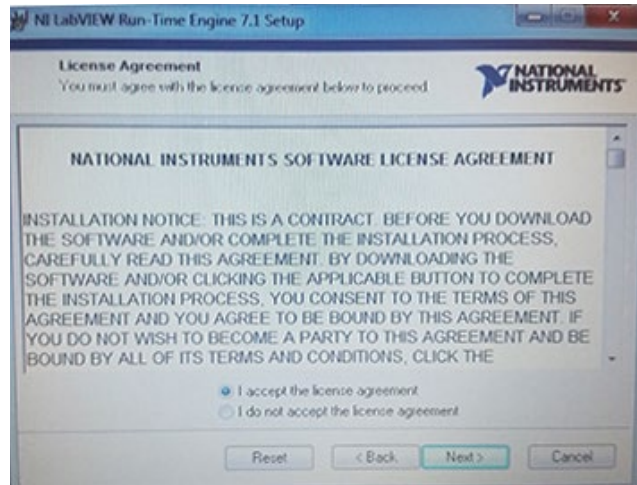 NI LabVIEW Run-Time Engine 7.1 Setup
License Agreement
You must agree with the license agreement below to proceed.
NATIONAL
INSTRUMENTS
NATIONAL INSTRUMENTS SOFTWARE LICENSE AGREEMENT
INSTALLATION NOTICE: THIS IS A CONTRACT. BEFORE YOU DOWNLOAD
THE SOFTWARE AND/OR COMPLETE THE INSTALLATION PROCESS,
CAREFULLY READ THIS AGREEMENT. BY DOWNLOADING THE
SOFTWARE AND/OR CLICKING THE APPLICABLE BUTTON TO COMPLETE
THE INSTALLATION PROCESS, YOU CONSENT TO THE TERMS OF THIS
AGREEMENT AND YOU AGREE TO BE BOUND BY THIS AGREEMENT. IF
YOU DO NOT WISH TO BECOME A PARTY TO THIS AGREEMENT AND BE
BOUND BY ALL OF ITS TERMS AND CONDITIONS, CLICK THE
I accept the license agreement
I do not accept the license agreement
Reset < Back Next > Cancel